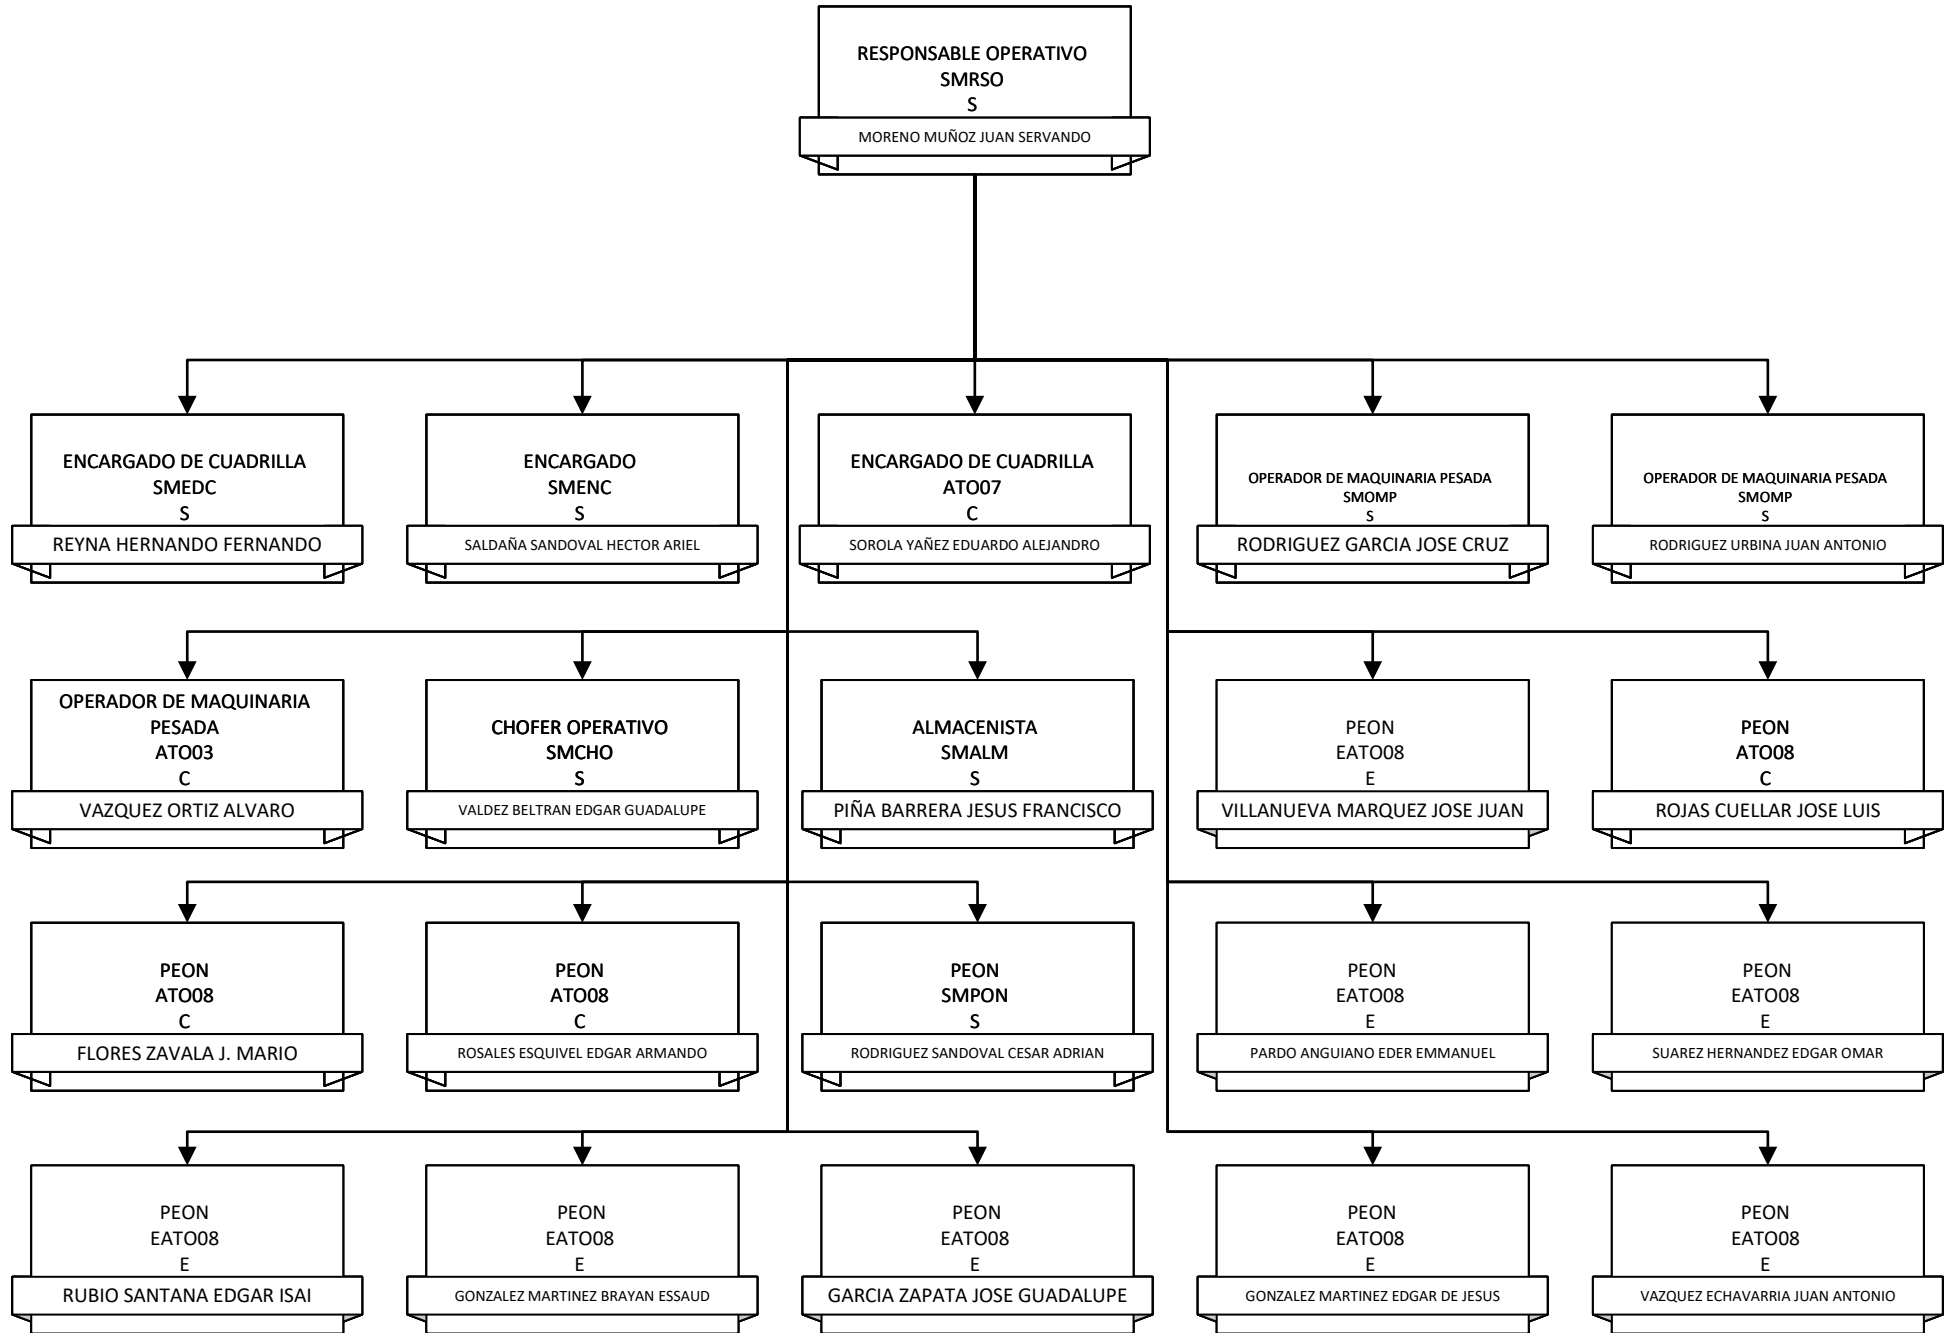 RESPONSABLE OPERATIVO
SMRSO
S
MORENO MUÑOZ JUAN SERVANDO
ENCARGADO DE CUADRILLA
SMEDC
S
REYNA HERNANDO FERNANDO
ENCARGADO
SMENC
S
SALDAÑA SANDOVAL HECTOR ARIEL
ENCARGADO DE CUADRILLA
ATO07
C
SOROLA YAÑEZ EDUARDO ALEJANDRO
OPERADOR DE MAQUINARIA PESADA
SMOMP
S
RODRIGUEZ GARCIA JOSE CRUZ
OPERADOR DE MAQUINARIA PESADA
SMOMP
S
RODRIGUEZ URBINA JUAN ANTONIO
OPERADOR DE MAQUINARIA
PESADA
ATO03
C
VAZQUEZ ORTIZ ALVARO
CHOFER OPERATIVO
SMCHO
S
VALDEZ BELTRAN EDGAR GUADALUPE
ALMACENISTA
SMALM
S
PIÑA BARRERA JESUS FRANCISCO
PEON
EATO08
E
VILLANUEVA MARQUEZ JOSE JUAN
PEON
ATO08
C
ROJAS CUELLAR JOSE LUIS
PEON
ATO08
C
FLORES ZAVALA J. MARIO
PEON
ATO08
C
ROSALES ESQUIVEL EDGAR ARMANDO
PEON
SMPON
S
RODRIGUEZ SANDOVAL CESAR ADRIAN
PEON
EATO08
E
PARDO ANGUIANO EDER EMMANUEL
PEON
EATO08
E
SUAREZ HERNANDEZ EDGAR OMAR
PEON
EATO08
E
RUBIO SANTANA EDGAR ISAI
PEON
EATO08
E
GONZALEZ MARTINEZ BRAYAN ESSAUD
PEON
EATO08
E
GARCIA ZAPATA JOSE GUADALUPE
PEON
EATO08
E
GONZALEZ MARTINEZ EDGAR DE JESUS
PEON
EATO08
E
VAZQUEZ ECHAVARRIA JUAN ANTONIO